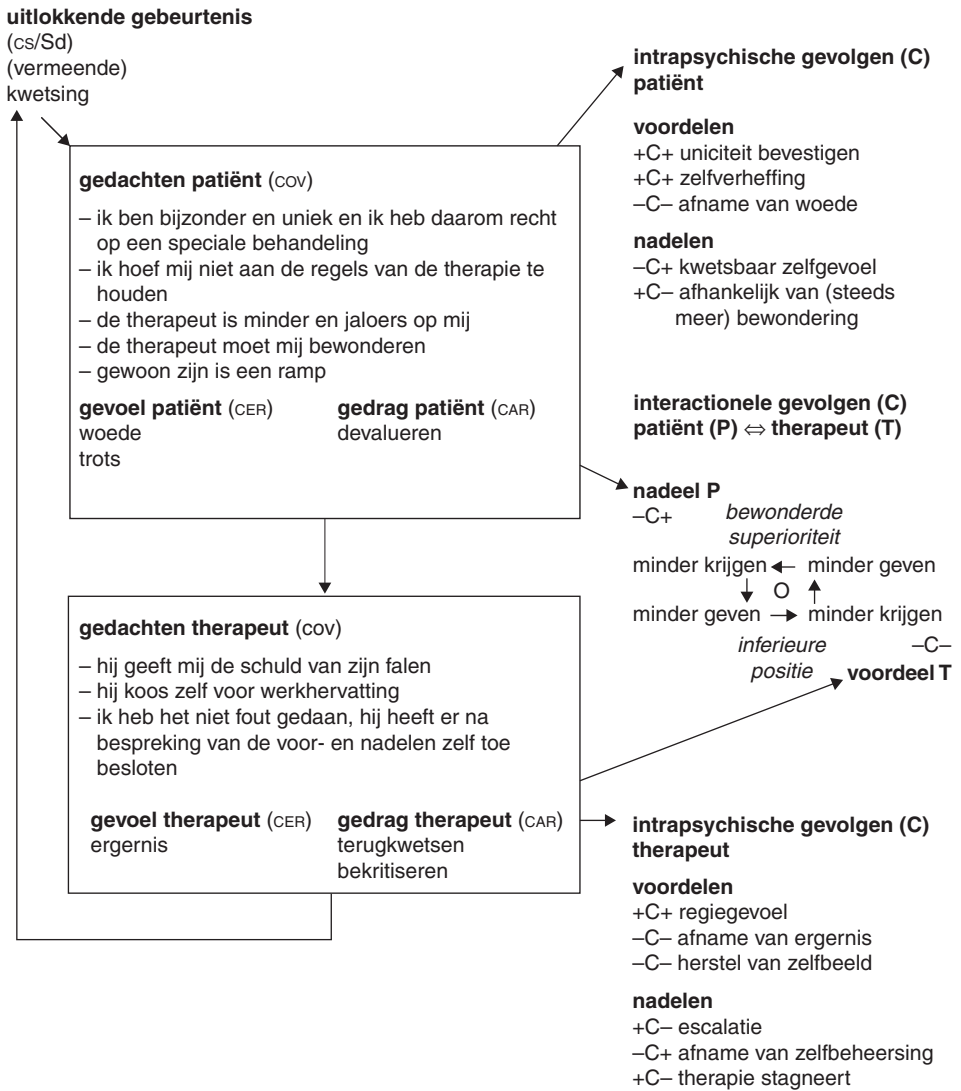 uitlokkende gebeurtenis
(CS/Sd)
(vermeende)
kwetsing
gedachten patiënt (COV)
– ik ben bijzonder en uniek en ik heb daarom recht
op een speciale behandeling
– ik hoef mij niet aan de regels van de therapie te
houden
– de therapeut is minder en jaloers op mij
– de therapeut moet mij bewonderen
– gewoon zijn is een ramp
gevoel patiënt (CER)
woede
trots
gedrag patiënt (CAR)
devalueren
intrapsychische gevolgen (C)
patiënt
voordelen
+C+ uniciteit bevestigen
+C+ zelfverheffing
–C– afname van woede
nadelen
–C+ kwetsbaar zelfgevoel
+C– afhankelijk van (steeds
meer) bewondering
interactionele gevolgen (C)
patiënt (P) ⇔ therapeut (T)
nadeel P
–C+ bewonderde
superioriteit
minder krijgen ← minder geven
↓ O ↑
minder geven → minder krijgen
inferieure –C–
positie voordeel T
gedachten therapeut (cov)
– hij geeft mij de schuld van zijn falen
– hij koos zelf voor werkhervatting
– ik heb het niet fout gedaan, hij heeft er na
bespreking van de voor- en nadelen zelf toe
besloten
gevoel therapeut (CER)
ergernis
gedrag therapeut (CAR)
terugkwetsen
bekritiseren
intrapsychische gevolgen (C)
therapeut
voordelen
+C+ regiegevoel
–C– afname van ergernis
–C– herstel van zelfbeeld
nadelen
+C– escalatie
–C+ afname van zelfbeheersing
+C– therapie stagneert